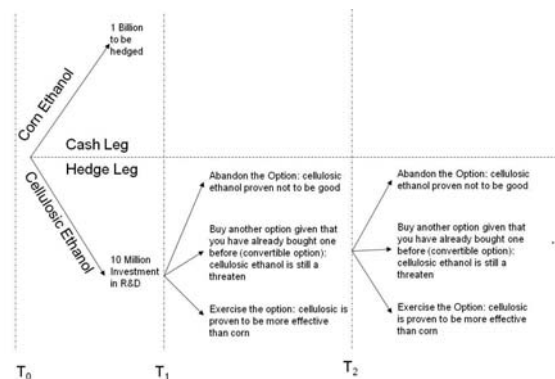 1 Billion
to be
hedged
Corn Ethanol
Cash Leg
Hedge Leg
Cellulosic Ethanol
10 Million
Investment
in R&D
Abandon the Option: cellulosic
ethanol proven not to be good
Buy another option given that
you have already bought one
before (convertible option):
cellulosic ethanol is still a
threaten
Exercise the option: cellulosic is
proven to be more effective
than corn
Abandon the Option: cellulosic
ethanol proven not to be good
Buy another option given that
you have already bought one
before (convertible option):
cellulosic ethanol is still a
threaten
Exercise the Option: cellulosic
is proven to be more effective
than corn
T0
T1
T2